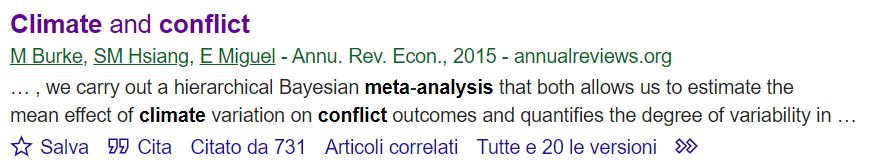 Climate and conflict
M Burke, SM Hsiang, E Miguel - Annu. Rev. Econ., 2015 - annualreviews.org
… , we carry out a hierarchical Bayesian meta-analysis that both allows us to estimate the
mean effect of climate variation on conflict outcomes and quantifies the degree of variability in …
Salva Cita Citato da 731 Articoli correlati Tutte e 20 le versioni